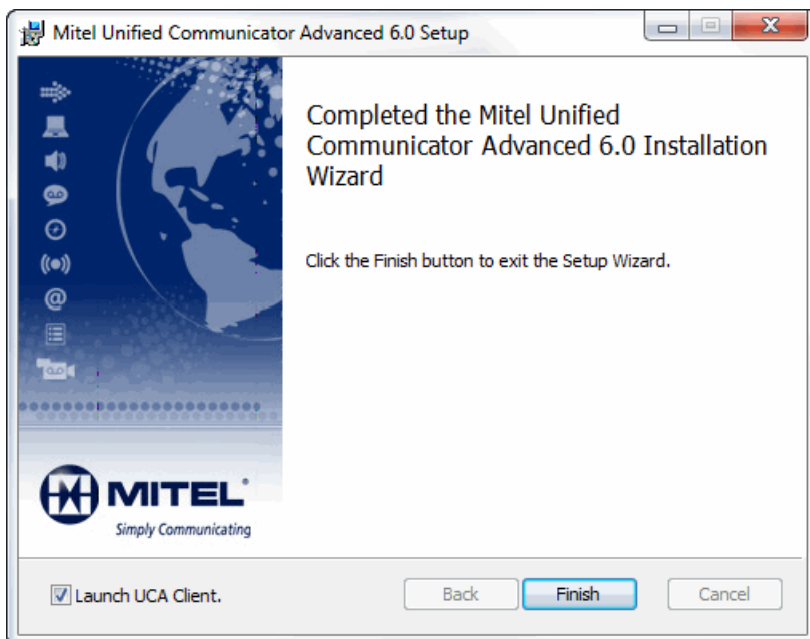 Mitel Unified Communicator Advanced 6.0 Setup
Completed the Mitel Unified
Communicator Advanced 6.0 Installation
Wizard
Click the Finish button to exit the Setup Wizard.
MITEL
Simply Communicating
Launch UCA Client.
Back
Finish
Cancel